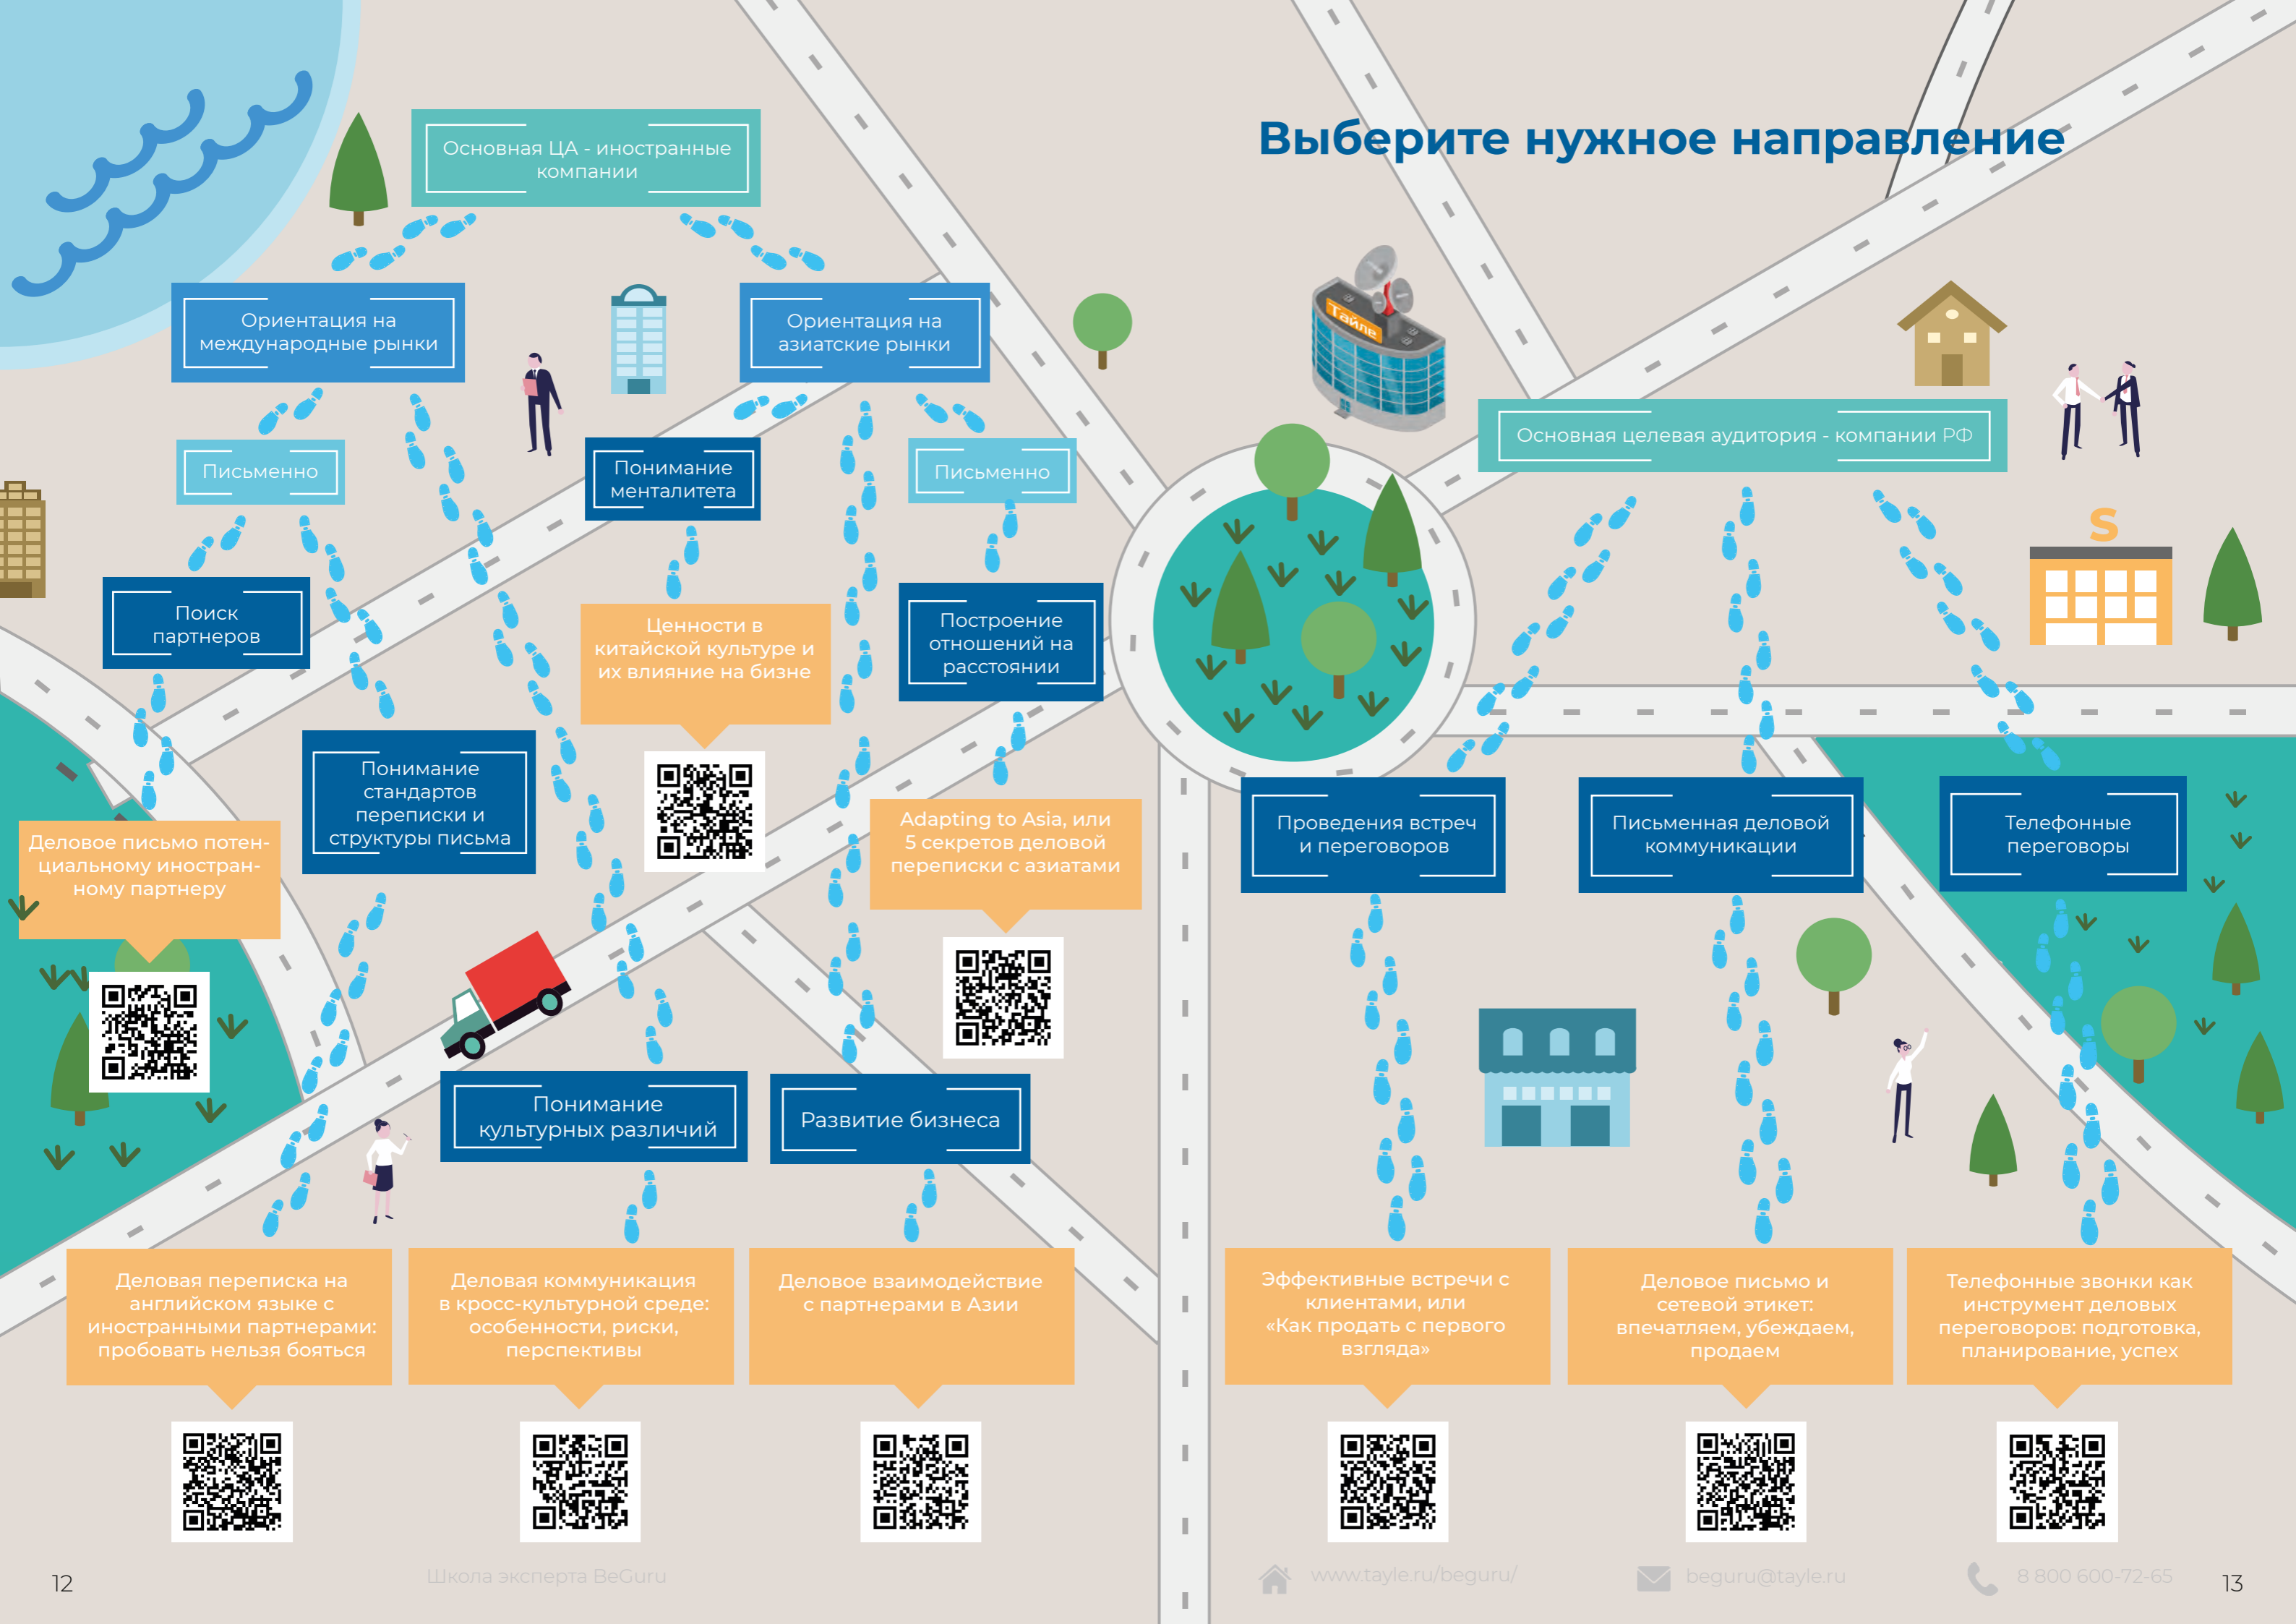 Выберите нужное направление
Основная ЦА - иностранные
компании
Ориентация на
международные рынки
Ориентация на
азиатские рынки
Письменно
Понимание
менталитета
Письменно
Поиск
партнеров
Ценности в
китайской культуре и
их влияние на бизне
Построение
отношений на
расстоянии
Понимание
стандартов
переписки и
структуры письма
Деловое письмо потен-
циальному иностран-
ному партнеру
Adapting to Asia, или
5 секретов деловой
переписки с азиатами
Понимание
культурных различий
Развитие бизнеса
Деловая переписка на
английском языке с
иностранными партнерами:
пробовать нельзя бояться
Деловая коммуникация
в кросс-культурной среде:
особенности, риски,
перспективы
Деловое взаимодействие
с партнерами в Азии
Тайле
Основная целевая аудитория - компании РФ
S
Проведения встреч
и переговоров
Письменная деловой
коммуникации
Телефонные
переговоры
Эффективные встречи с
клиентами, или
«Как продать с первого
взгляда»
Деловое письмо и
сетевой этикет:
впечатляем, убеждаем,
продаем
Телефонные звонки как
инструмент деловых
переговоров: подготовка,
планирование, успех
12
Школа эксперта BeGuru
www.tayle.ru/beguru/
beguru@tayle.ru
8 800 600-72-65
13